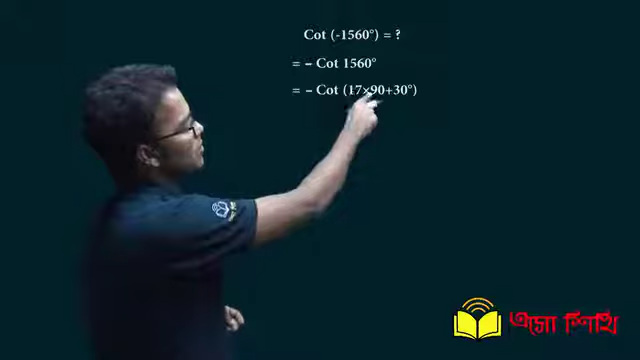 Cot (-1560°) = ?
= – Cot 1560°
= – Cot (17×90+30°)
এসো শিখি